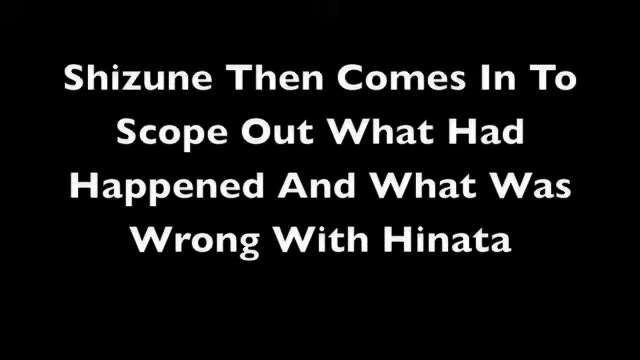 Shizune Then Comes In To
Scope Out What Had
Happened And What Was
Wrong With Hinata